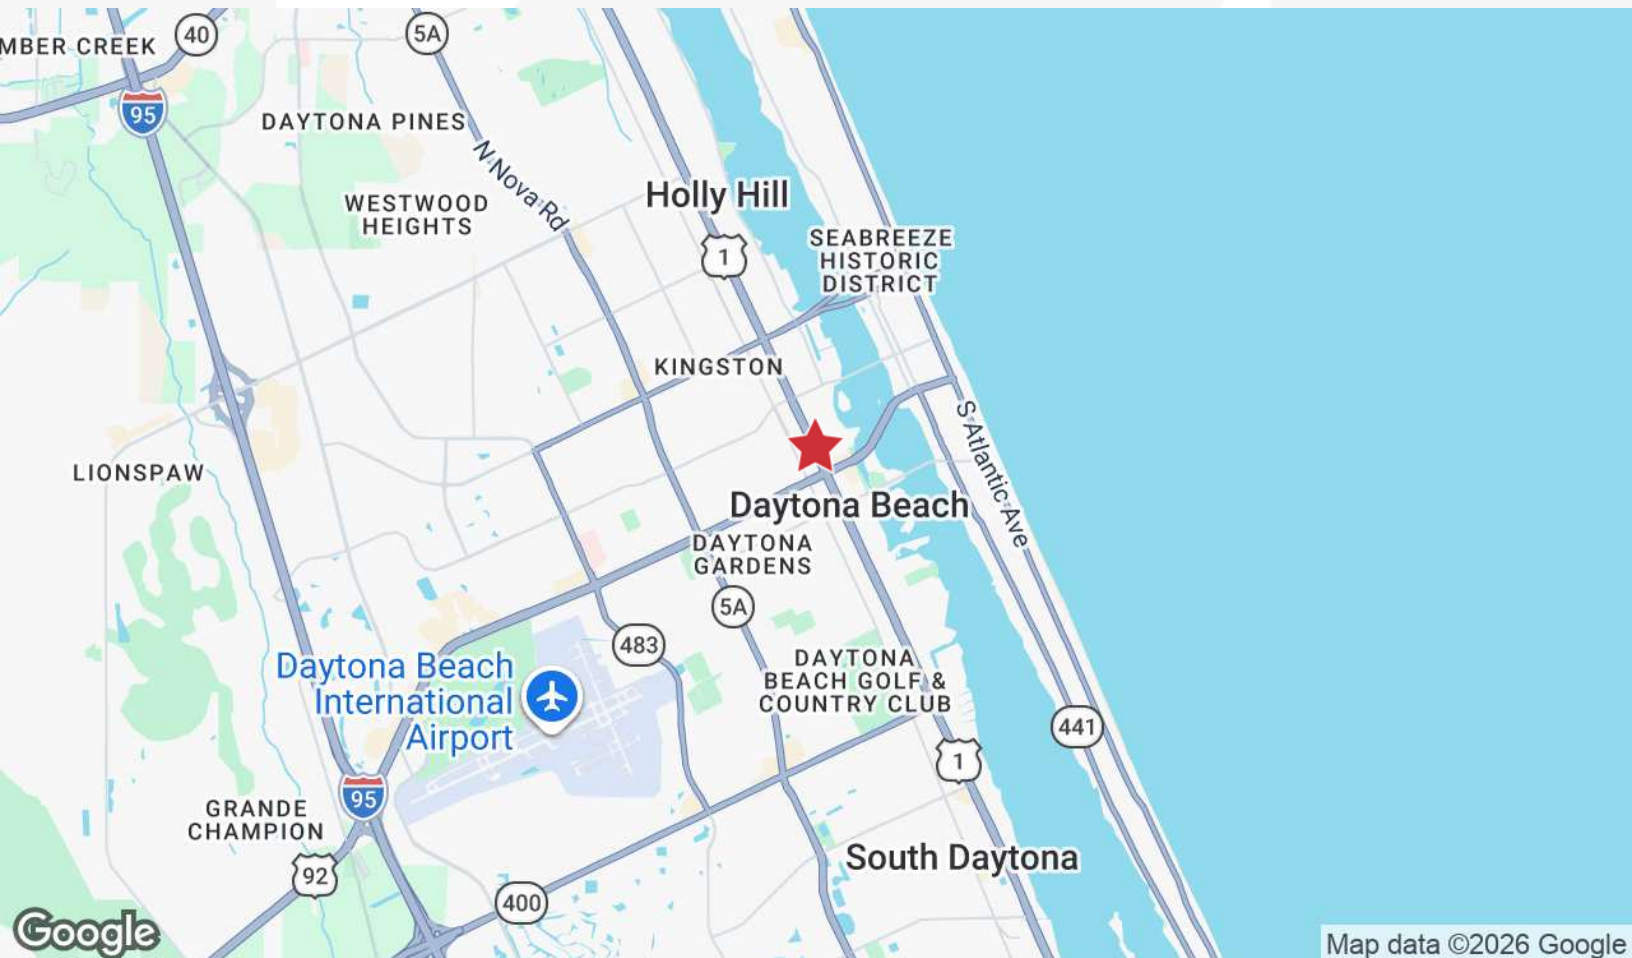 MBER CREEK
40
5A
95
DAYTONA PINES
N Nova Rd
WESTWOOD
HEIGHTS
Holly Hill
1
SEABREEZE
HISTORIC
DISTRICT
KINGSTON
S Atlantic Ave
LIONSPAW
Daytona Beach
DAYTONA
GARDENS
5A
483
Daytona Beach
International
Airport
DAYTONA
BEACH GOLF &
COUNTRY CLUB
441
1
95
GRANDE
CHAMPION
92
South Daytona
400
Google
Map data ©2026 Google